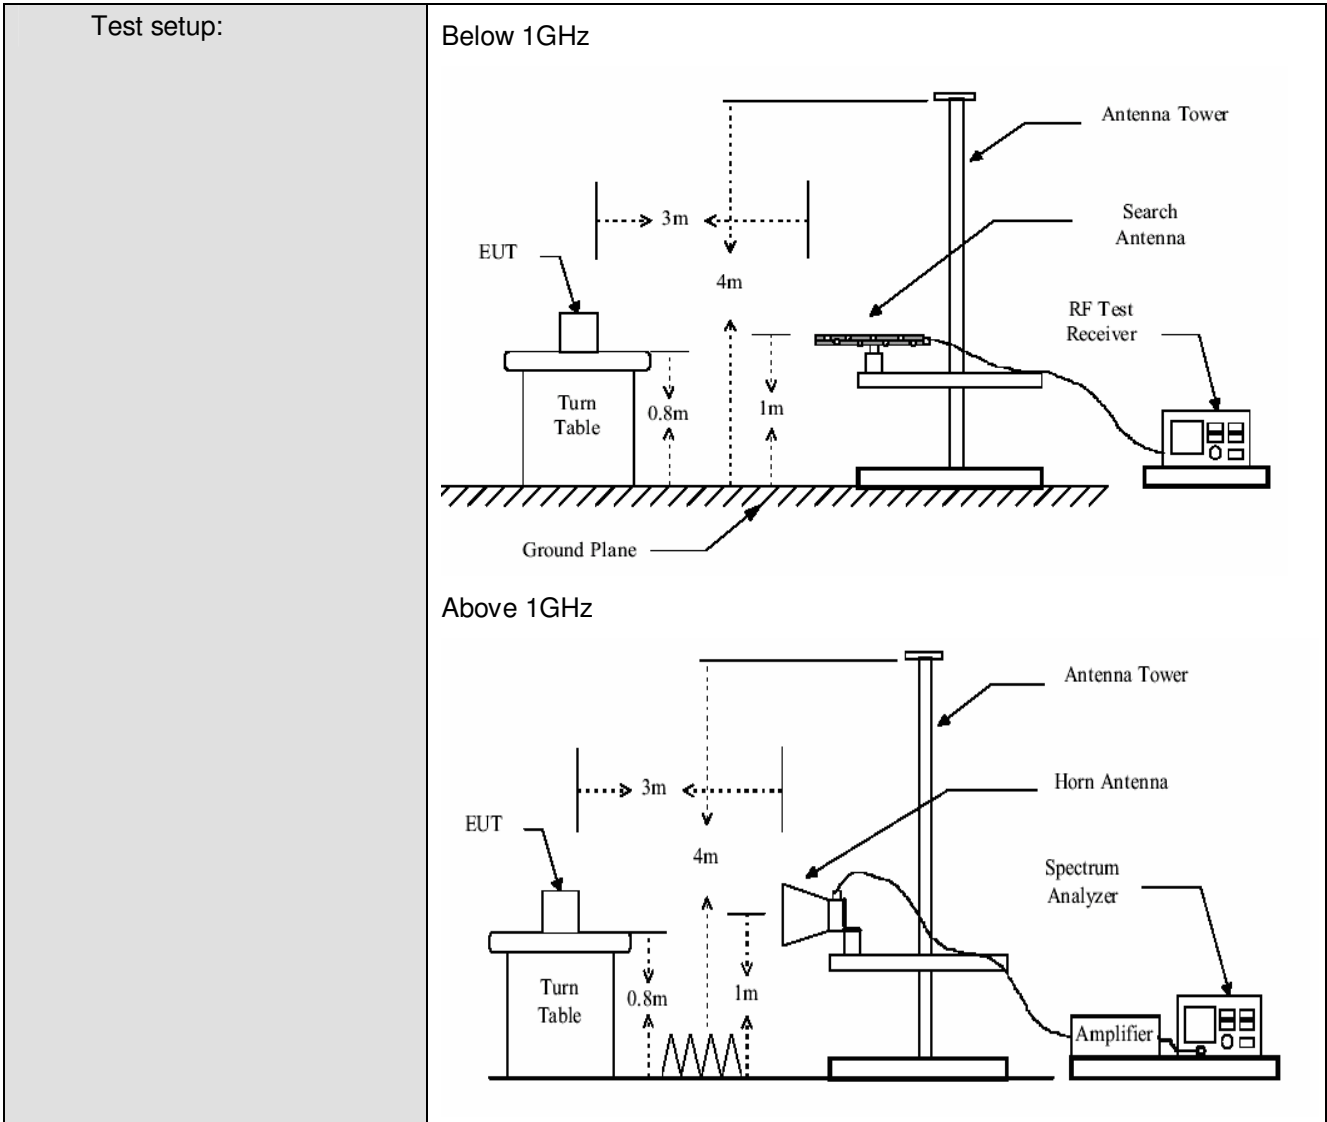 Test setup:
Below 1GHz
Antenna Tower
Search
Antenna
3m
EUT
4m
RF Test
Receiver
Turn
Table
0.8m
1m
Ground Plane
Above 1GHz
Antenna Tower
Horn Antenna
3m
EUT
4m
Spectrum
Analyzer
Turn
Table
0.8m
1m
Amplifier